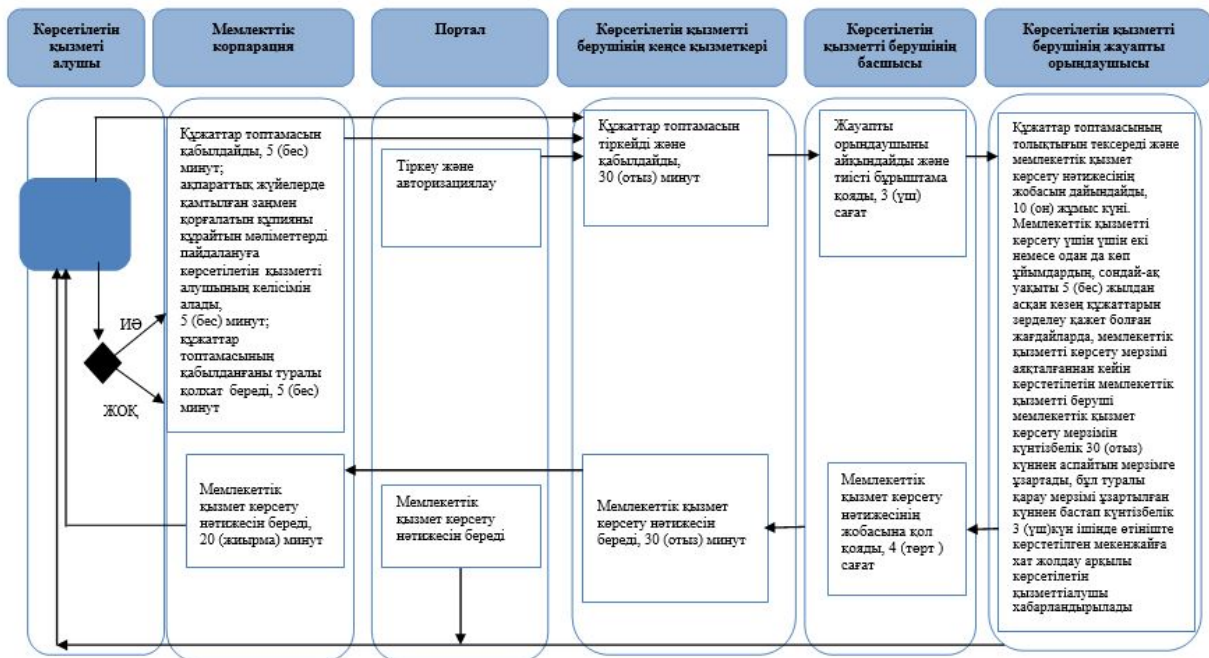 Көрсетілетін
қызметі
алушы
Мемлекттік
корпарация
Портал
Көрсетілетін қызметті
берушінің кеңсе қызметкері
Көрсетілетін
қызметті берушінің
басшысы
Көрсетілетін қызметті
берушінің жауапты
орындаушысы
Құжаттар топтамасын
қабылдайды, 5 (бес)
минут;
ақпараттық жүйелерде
қамтылған заңмен
қорғалатын құпияны
құрайтын мәліметтерді
пайдалануға
көрсетілетін қызметті
алушының келісімін
алады,
5 (бес) минут;
құжаттар
топтамасының
қабылданғаны туралы
қолхат береді, 5 (бес)
минут
Тіркеу және
авторизациялау
Құжаттар топтамасын
тіркейді және
қабылдайды,
30 (отыз) минут
Жауапты
орындаушыны
айқындайды және
тиісті бұрыштама
қояды, 3 (үш)
сағат
Құжаттар топтамасының
толықтығын тексереді және
мемлекеттік қызмет
көрсету нәтижесінің
жобасын дайындайды,
10 (он) жұмыс күні.
Мемлекеттік қызметті
көрсету үшін үшін екі
немесе одан да көп
ұйымдардың, сондай-ақ
уақыты 5 (бес) жылдан
асқан кезең құжаттарын
зерделеу қажет болған
жағдайларда, мемлекеттік
қызметті көрсету мерзімі
аяқталғаннан кейін
көрстетілетін мемлекеттік
қызметті беруші
мемлекеттік қызмет
көрсету мерзімін
күнтізбелік 30 (отыз)
күннен аспайтын мерзімге
ұзартады, бұл туралы
қарау мерзімі ұзартылған
күннен бастап күнтізбелік
3 (үш)күн ішінде өтініште
көрстетілген мекенжайға
хат жолдау арқылы
көрсетілетін
қызметтіалушы
хабарландырылады
ИӘ
ЖОҚ
Мемлекеттік
қызмет көрсету
нәтижесін береді,
20 (жиырма) минут
Мемлекеттік
қызмет көрсету
нәтижесін береді
Мемлекеттік қызмет
көрсету нәтижесін
береді, 30 (отыз) минут
Мемлекеттік
қызмет көрсету
нәтижесінің
жобасына қол
қояды, 4 (төрт )
сағат